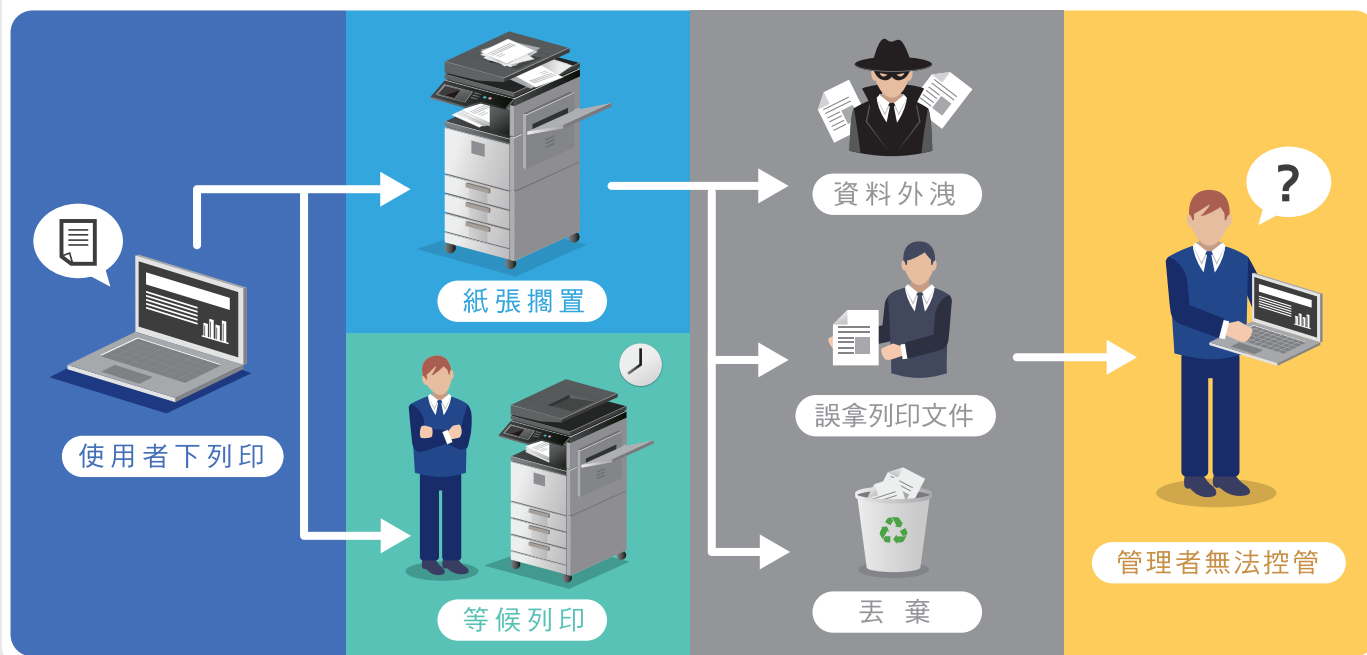 使用者下列印
紙張擱置
等候列印
資料外洩
誤拿列印文件
丟棄
?
管理者無法控管